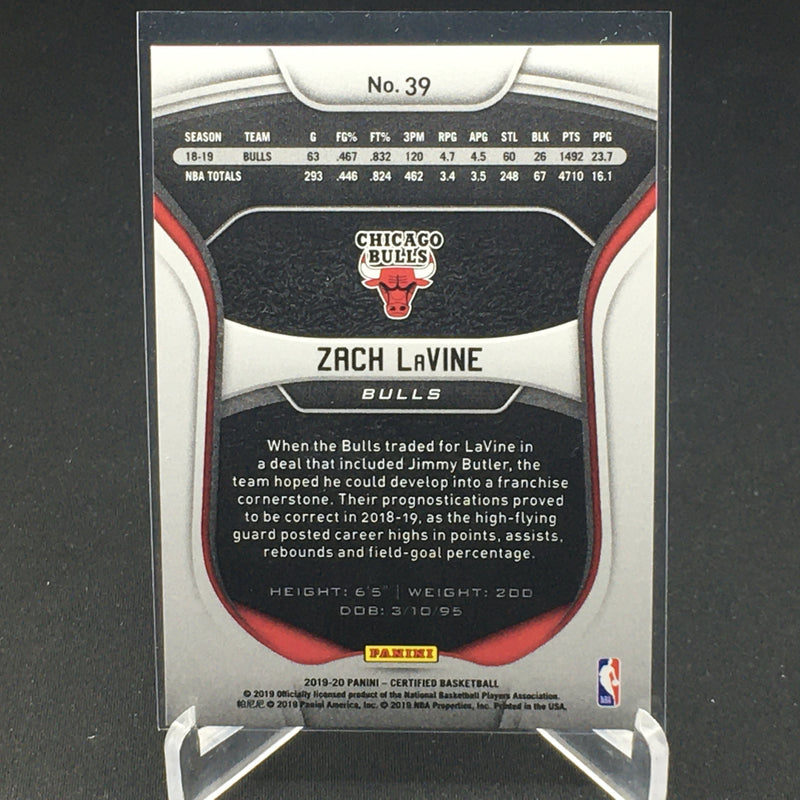 No. 39
SEASON TEAM G FG% FT% 3PM RPG APG STL BLK PTS PPG
18-19 BULLS 63 .467 .832 120 4.7 4.5 60 26 1492 23.7
NBA TOTALS 293 .446 .824 462 3.4 3.5 248 67 4710 16.1
CHICAGO
BULLS
ZACH LaVINE
BULLS
When the Bulls traded for LaVine in
a deal that included Jimmy Butler, the
team hoped he could develop into a franchise
cornerstone. Their prognostications proved
to be correct in 2018-19, as the high-flying
guard posted career highs in points, assists,
rebounds and field-goal percentage.
HEIGHT: 6'5" | WEIGHT: 200
DOB: 3/10/95
PANINI
2019-20 PANINI – CERTIFIED BASKETBALL
© 2019 Officially licensed product of the National Basketball Players Association.
帕尼尼 © 2019 Panini America, Inc. © 2019 NBA Properties, Inc. Printed in the USA.
NBA